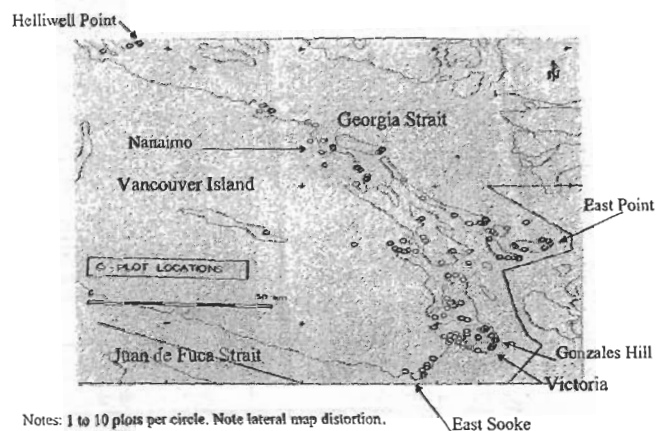 Helliwell Point
N
Georgia Strait
Nanaimo
Vancouver Island
East Point
PLOT LOCATIONS
Gonzales Hill
Juan de Fuca Strait
Victoria
East Sooke
Notes: 1 to 10 plots per circle. Note lateral map distortion.